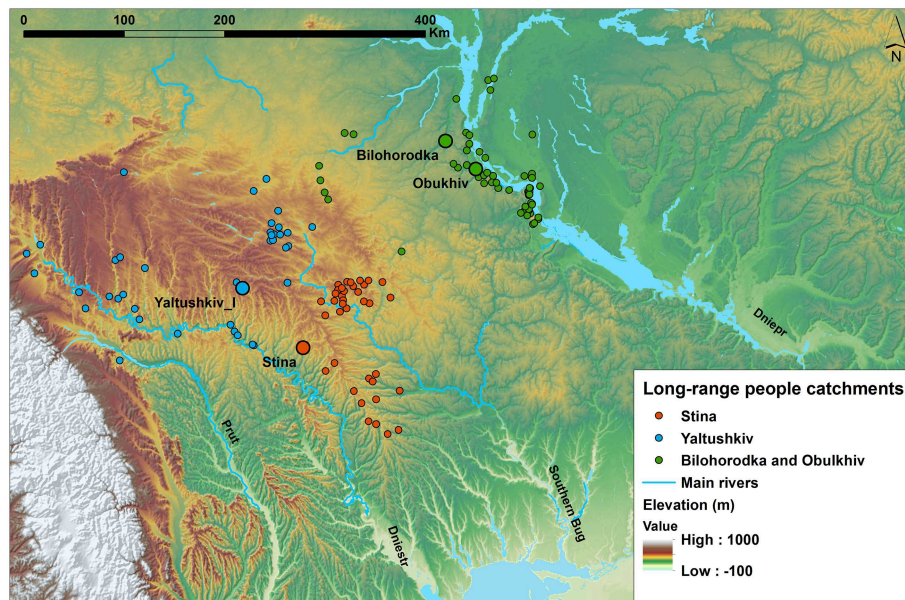 0 100 200 400
Km
N
Bilohorodka
Obukhiv
Yaltushkiv_I
Stina
Dniepr
Prut
Dniestr
Southern Bug
Long-range people catchments
Stina
Yaltushkiv
Bilohorodka and Obulkhiv
Main rivers
Elevation (m)
Value
High : 1000
Low : -100